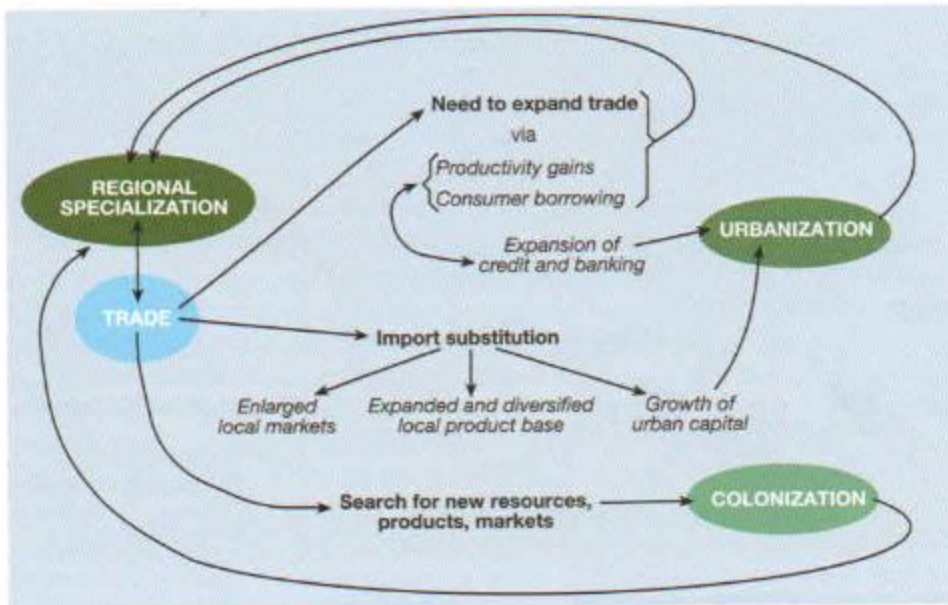 Need to expand trade
via
Productivity gains
Consumer borrowing
REGIONAL
SPECIALIZATION
URBANIZATION
Expansion of
credit and banking
TRADE
Import substitution
Enlarged
local markets
Expanded and diversified
local product base
Growth of
urban capital
Search for new resources,
products, markets
COLONIZATION